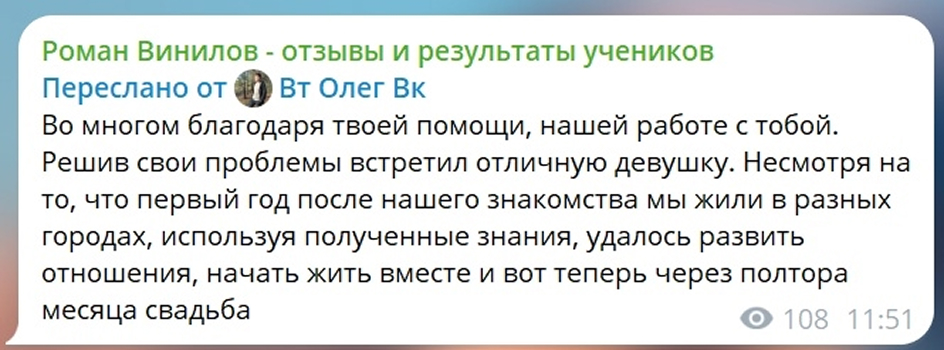 Роман Винилов - отзывы и результаты учеников
Переслано от Вт Олег Вк
Во многом благодаря твоей помощи, нашей работе с тобой.
Решив свои проблемы встретил отличную девушку. Несмотря на
то, что первый год после нашего знакомства мы жили в разных
городах, используя полученные знания, удалось развить
отношения, начать жить вместе и вот теперь через полтора
месяца свадьба
108 11:51